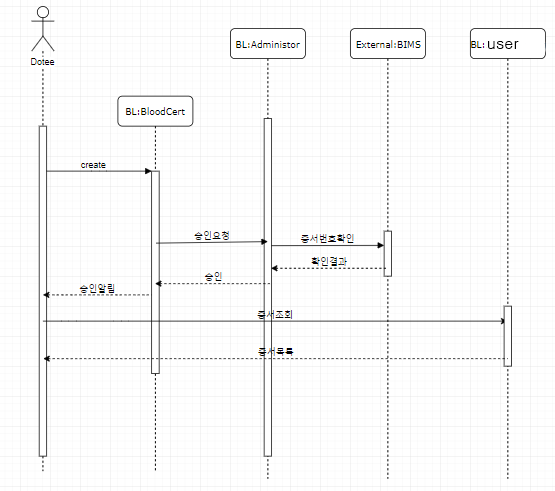 Dotee
BL:Administor
External:BIMS
BL: user
BL:BloodCert
create
승인요청
증서번호확인
확인결과
승인
승인알림
증서조회
증서목록